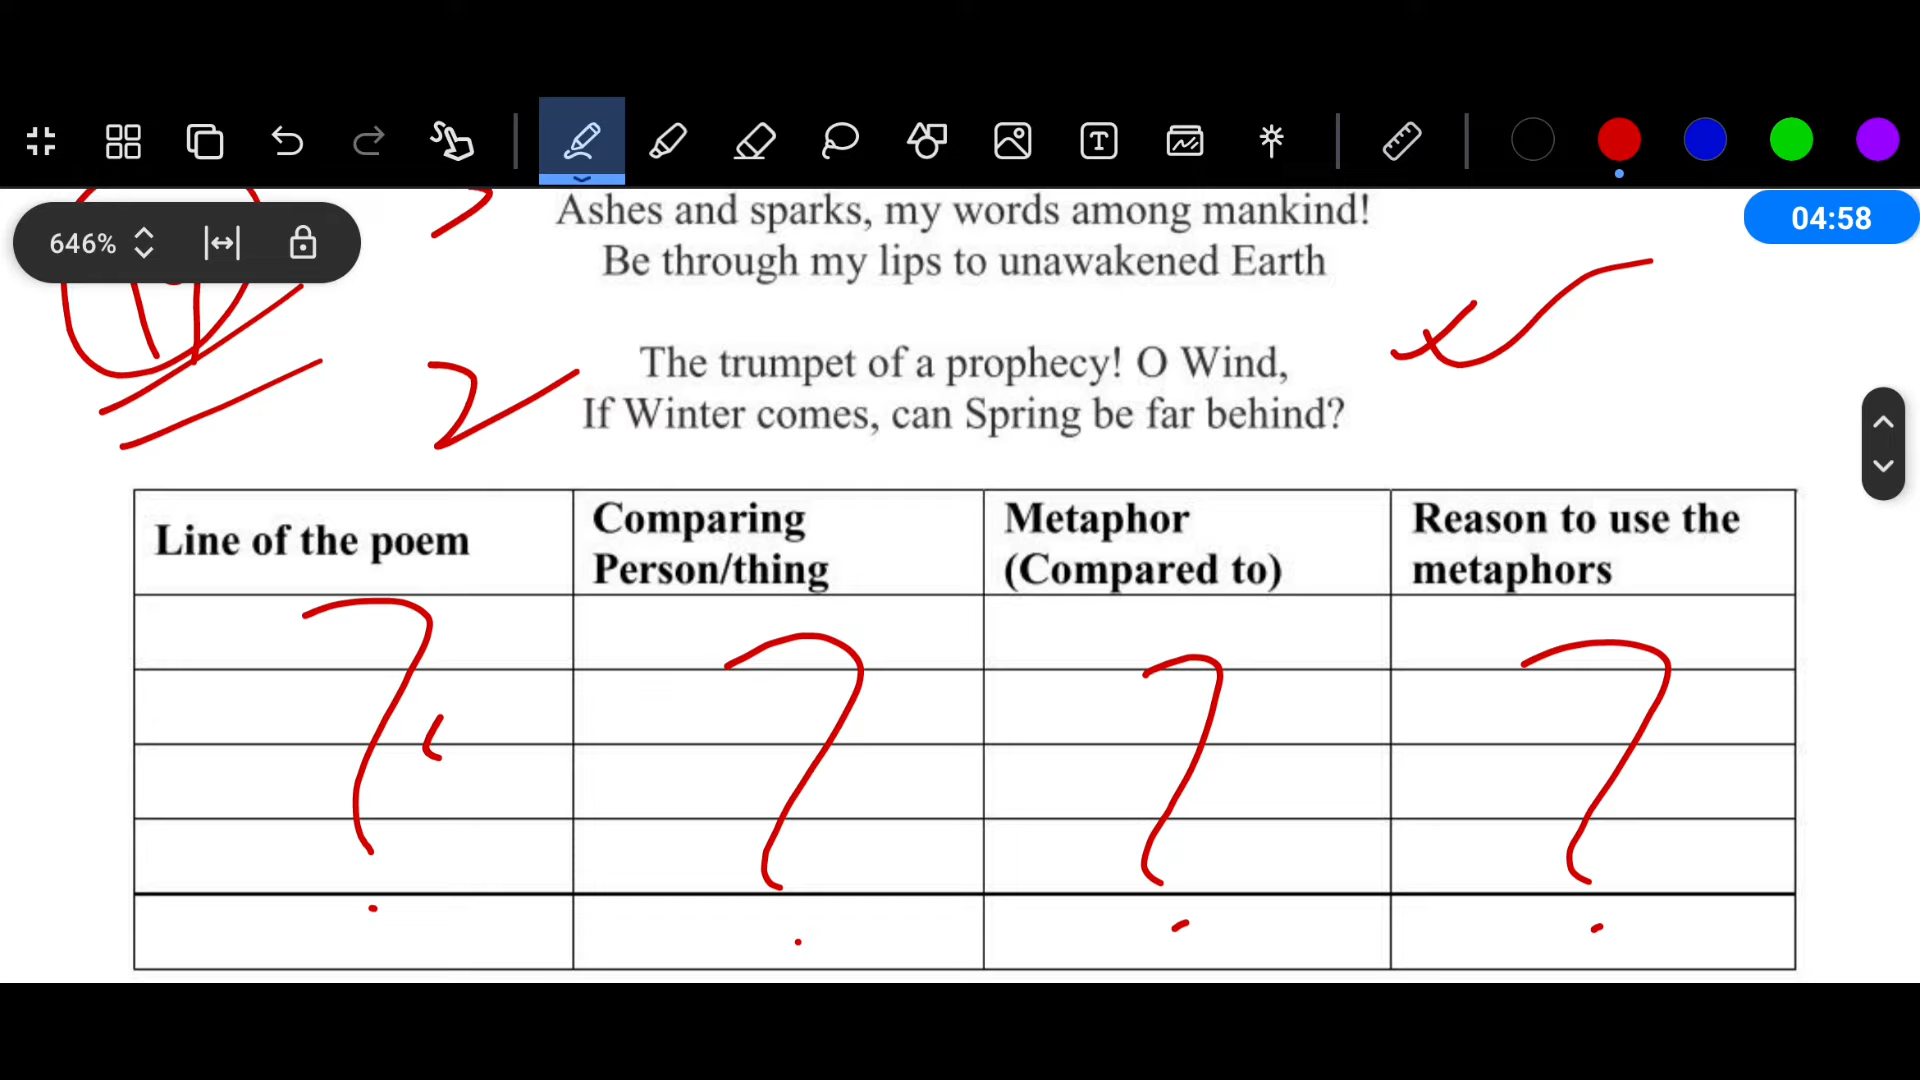 646%
04:58
Ashes and sparks, my words among mankind!
Be through my lips to unawakened Earth
The trumpet of a prophecy! O Wind,
2
If Winter comes, can Spring be far behind?
Line of the poem
Comparing
Person/thing
Metaphor
(Compared to)
Reason to use the
metaphors
? ? ? ?